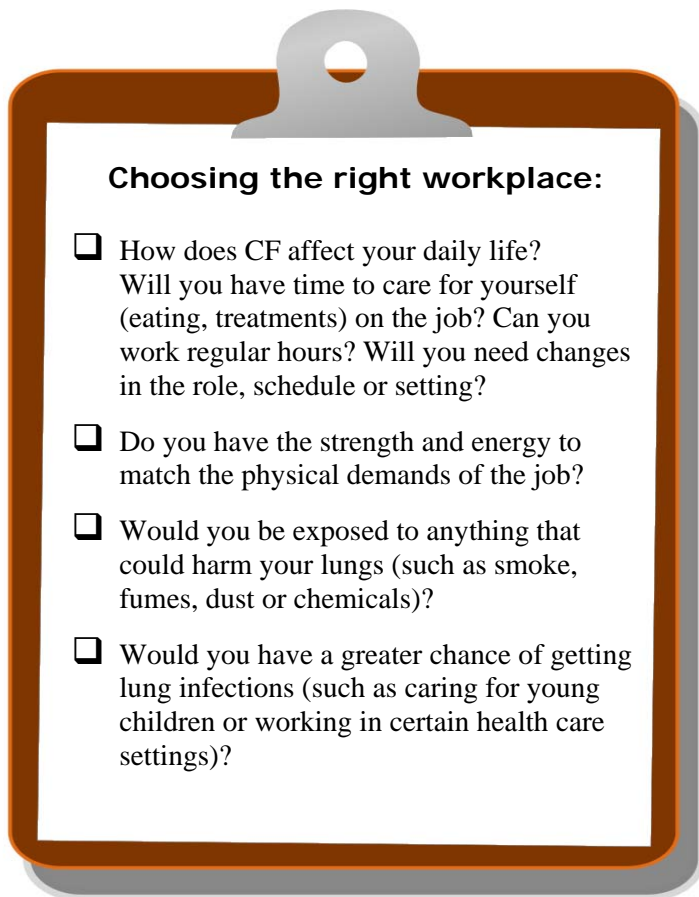 Choosing the right workplace:
❑ How does CF affect your daily life?
Will you have time to care for yourself
(eating, treatments) on the job? Can you
work regular hours? Will you need changes
in the role, schedule or setting?
❑ Do you have the strength and energy to
match the physical demands of the job?
❑ Would you be exposed to anything that
could harm your lungs (such as smoke,
fumes, dust or chemicals)?
❑ Would you have a greater chance of getting
lung infections (such as caring for young
children or working in certain health care
settings)?